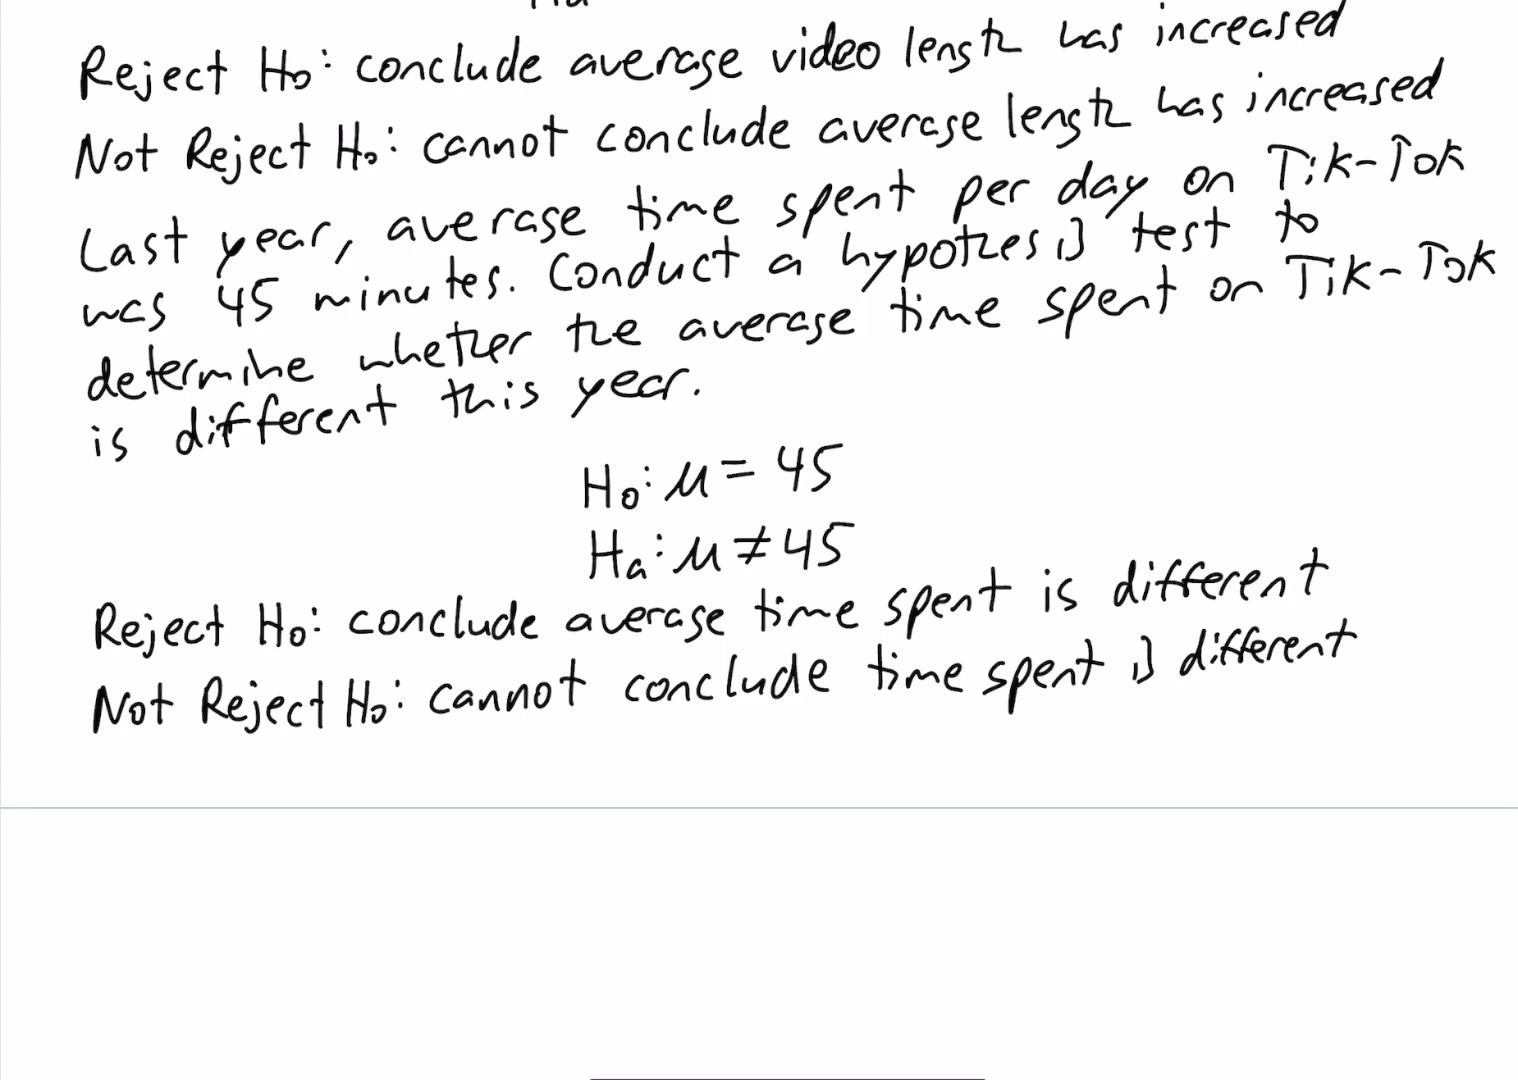 Ha
Reject H₀: conclude average video length has increased
Not Reject H₀: cannot conclude average length has increased
Last year, average time spent per day on Tik-Tok
was 45 minutes. Conduct a hypothesis test to
determine whether the average time spent on Tik-Tok
is different this year.
H₀: μ = 45
Hₐ: μ ≠ 45
Reject H₀: conclude average time spent is different
Not Reject H₀: cannot conclude time spent is different